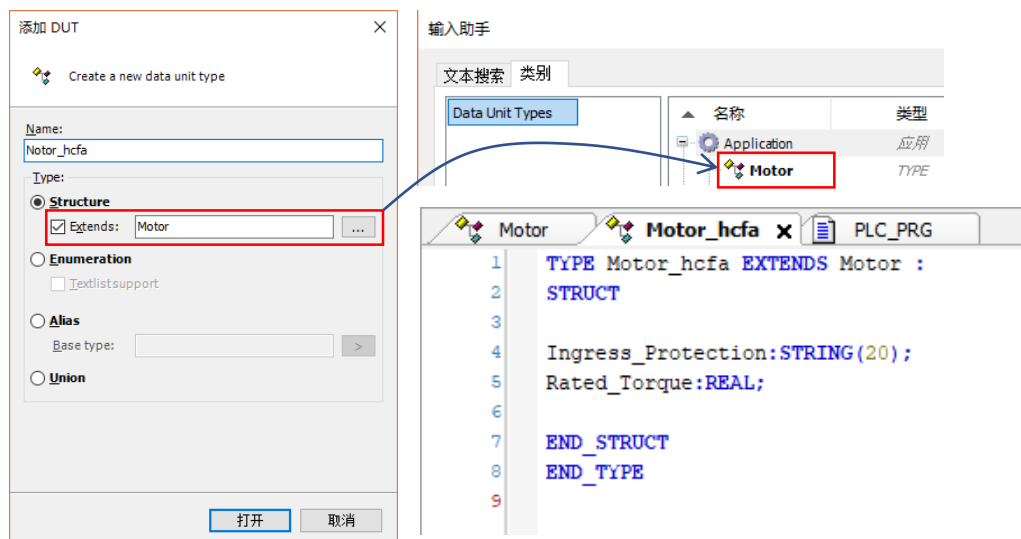 添加 DUT
Create a new data unit type
Name:
Notor_hcfa
Type:
Structure
Extends: Motor ...
Enumeration
Textlistsupport
Alias
Base type: >
Union
打开 取消
输入助手
文本搜索 类别
Data Unit Types
名称 类型
Application 应用
Motor TYPE
Motor Motor_hcfa x PLC_PRG
1 TYPE Motor_hcfa EXTENDS Motor :
2 STRUCT
3
4 Ingress_Protection:STRING(20);
5 Rated_Torque:REAL;
6
7 END_STRUCT
8 END_TYPE
9